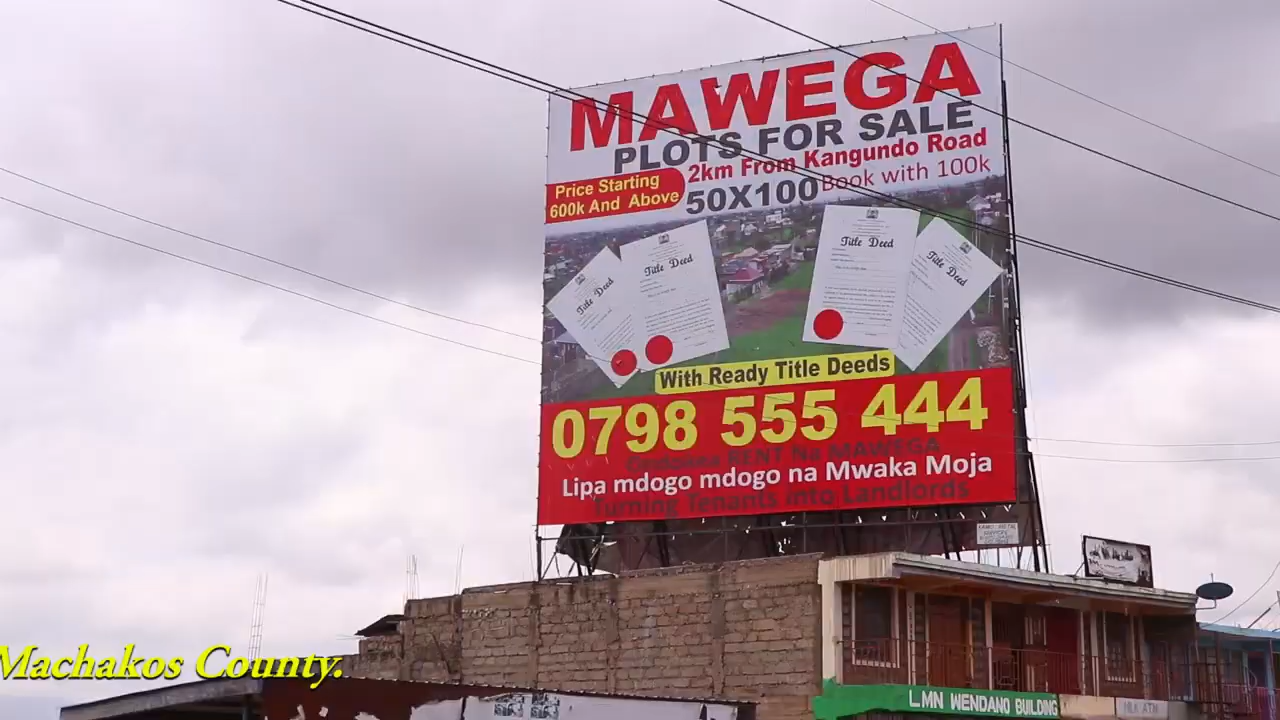 MAWEGA
PLOTS FOR SALE
2km From Kangundo Road
Price Starting
600k And Above
50X100
Book with 100k
Title Deed
Title Deed
Title Deed
Title Deed
With Ready Title Deeds
0798 555 444
RENT Na MAWEGA
Lipa mdogo mdogo na Mwaka Moja
Turning Tenants into Landlords
Machakos County.
LMN WENDANO BUILDING